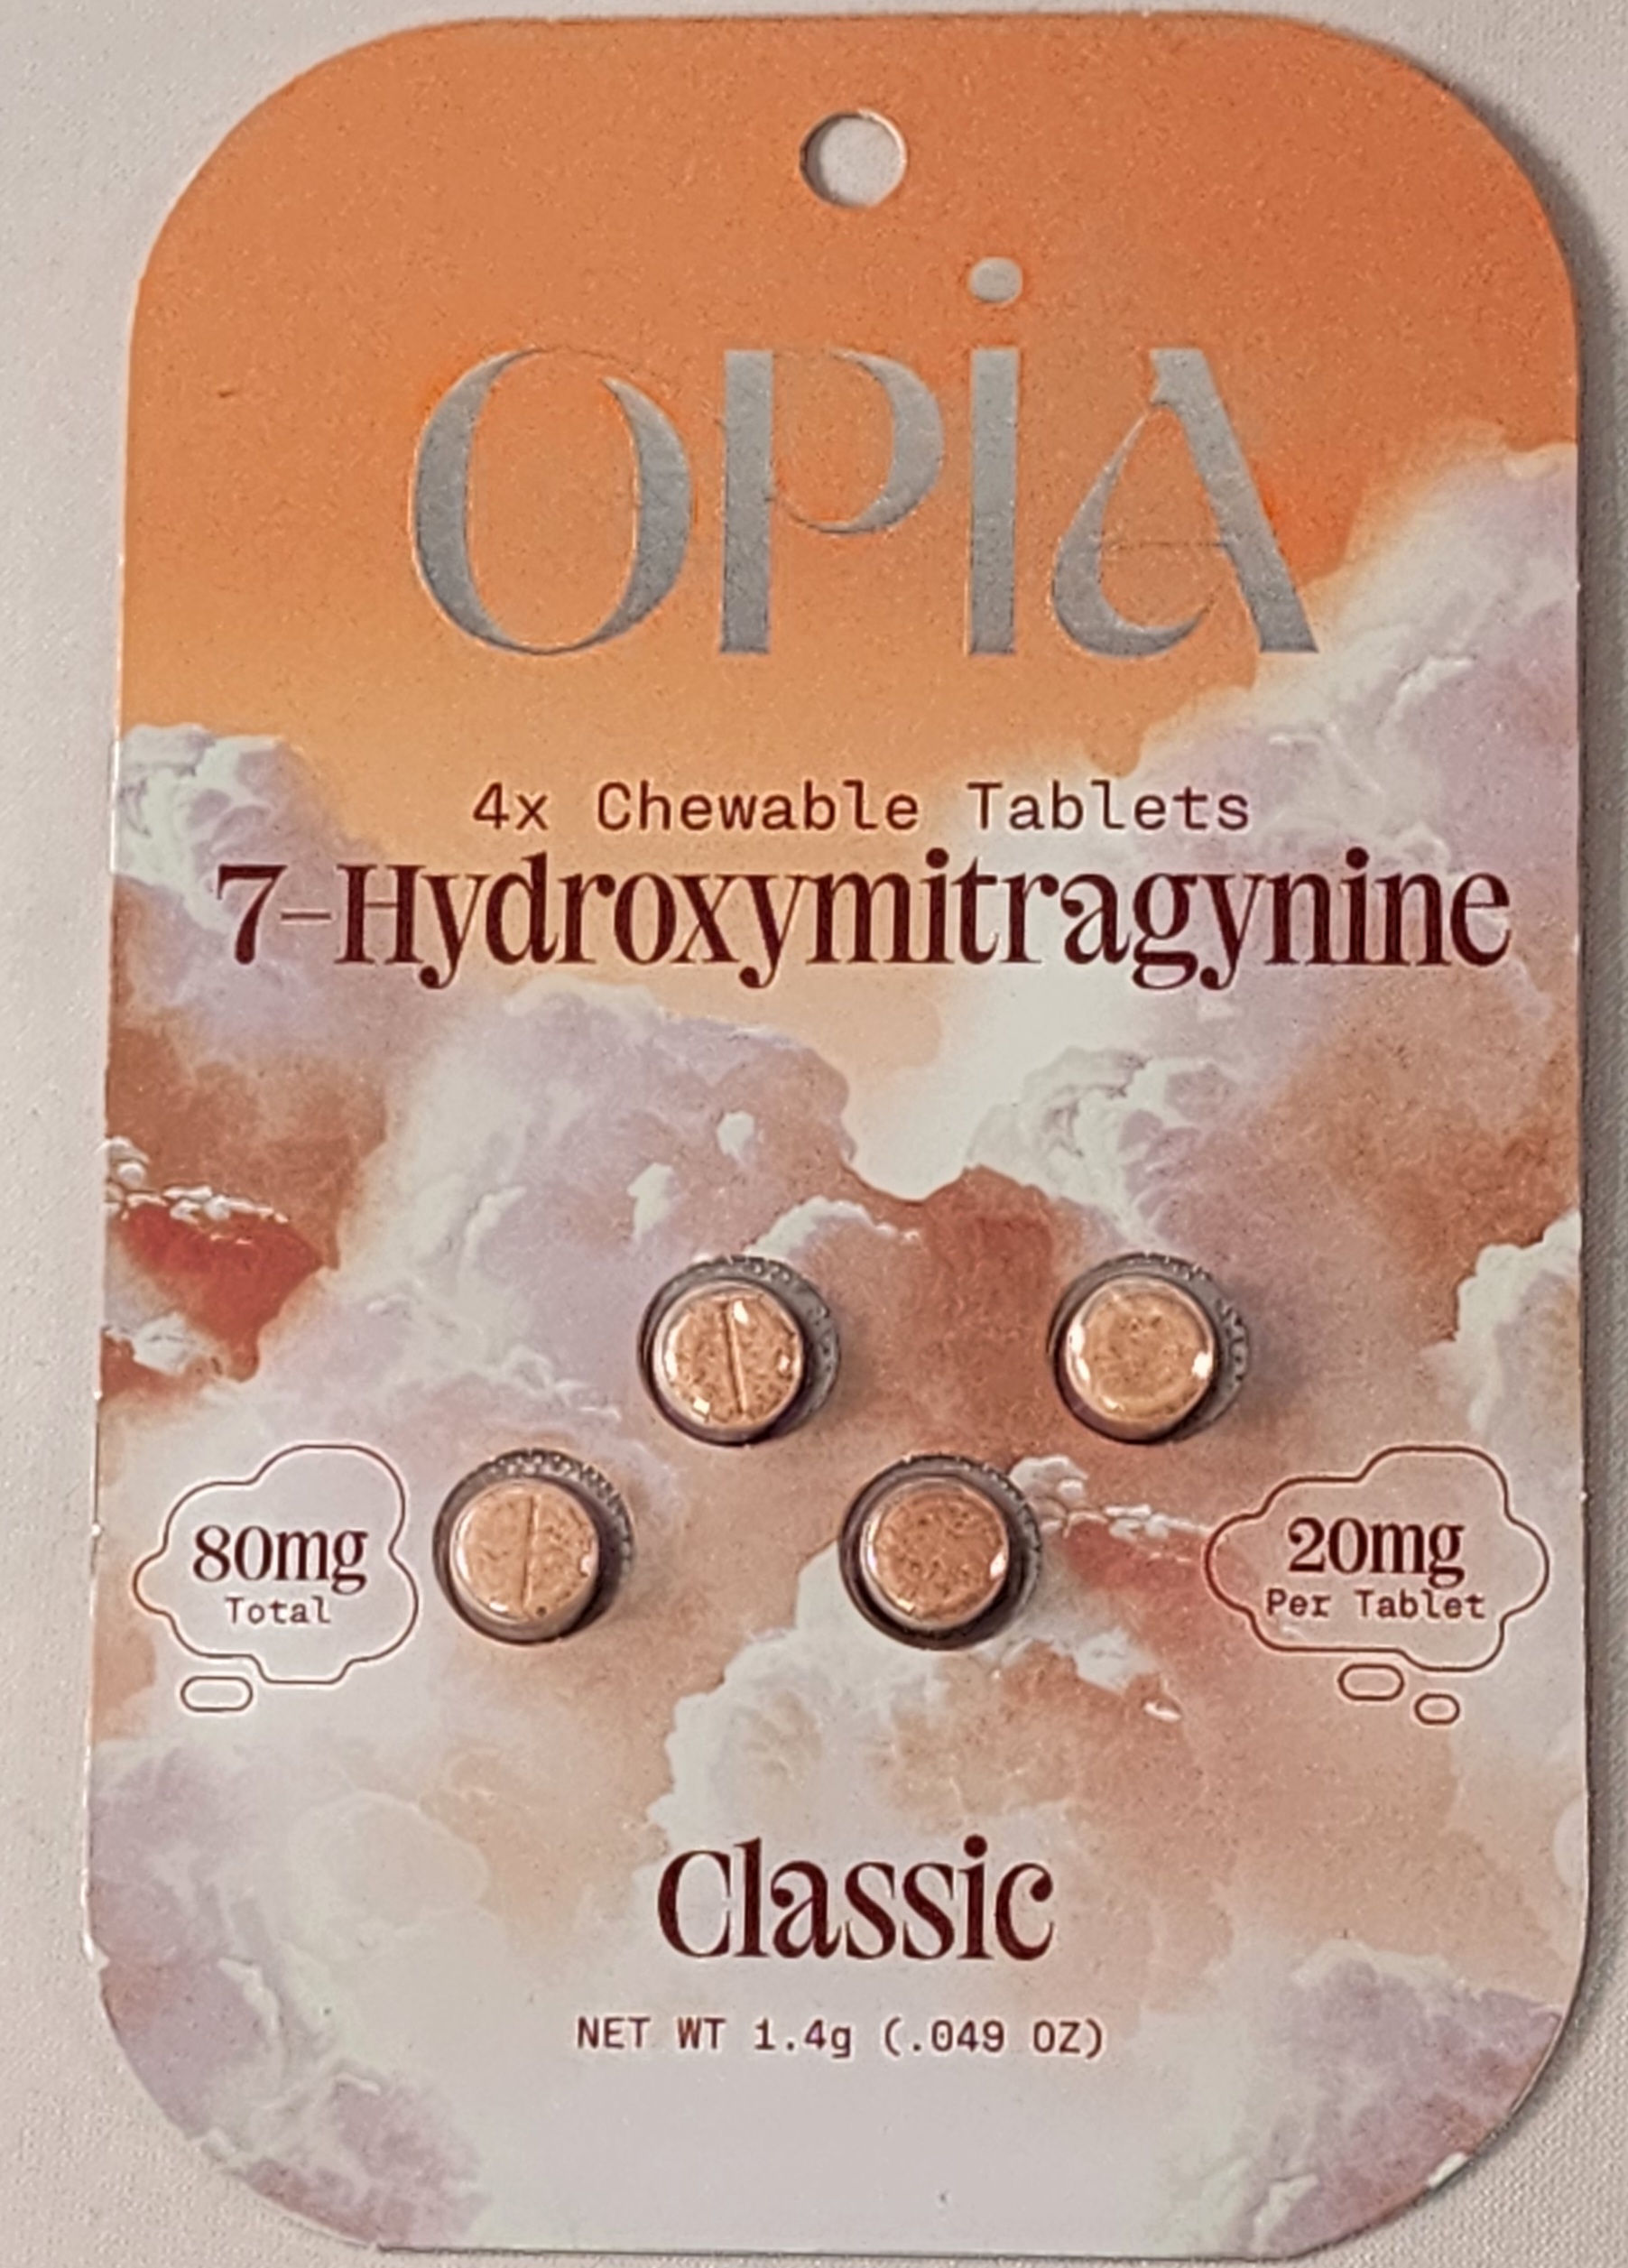 OPiA
4x Chewable Tablets
7-Hydroxymitragynine
80mg
Total
20mg
Per Tablet
Classic
NET WT 1.4g (.049 OZ)